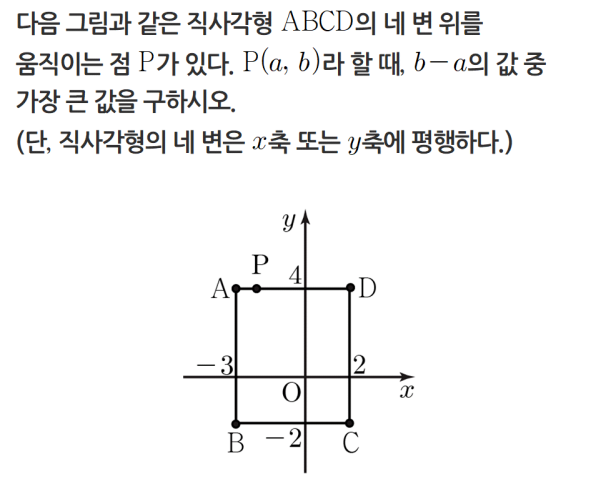 다음 그림과 같은 직사각형 ABCD의 네 변 위를
움직이는 점 P가 있다. P(a, b)라 할 때, b−a의 값 중
가장 큰 값을 구하시오.
(단, 직사각형의 네 변은 x축 또는 y축에 평행하다.)
y
P
A
4
D
−3
2
O
x
B
−2
C